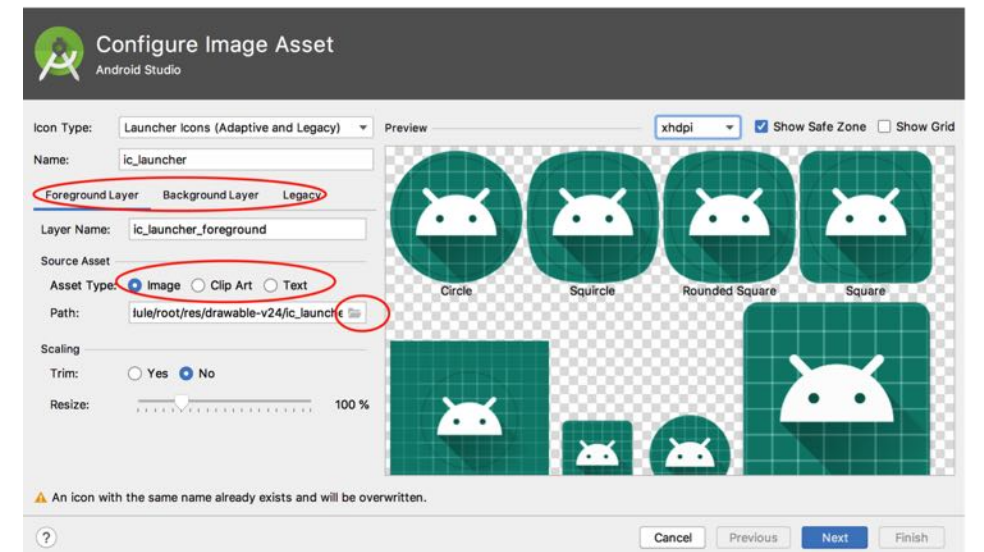 Configure Image Asset
Android Studio
Icon Type: Launcher Icons (Adaptive and Legacy)
Name: ic_launcher
Foreground Layer Background Layer Legacy
Layer Name: ic_launcher_foreground
Source Asset
Asset Type: Image Clip Art Text
Path: lule/root/res/drawable-v24/ic_launche
Scaling
Trim: Yes No
Resize: 100 %
Preview xhdpi Show Safe Zone Show Grid
Circle Squircle Rounded Square Square
An icon with the same name already exists and will be overwritten.
? Cancel Previous Next Finish